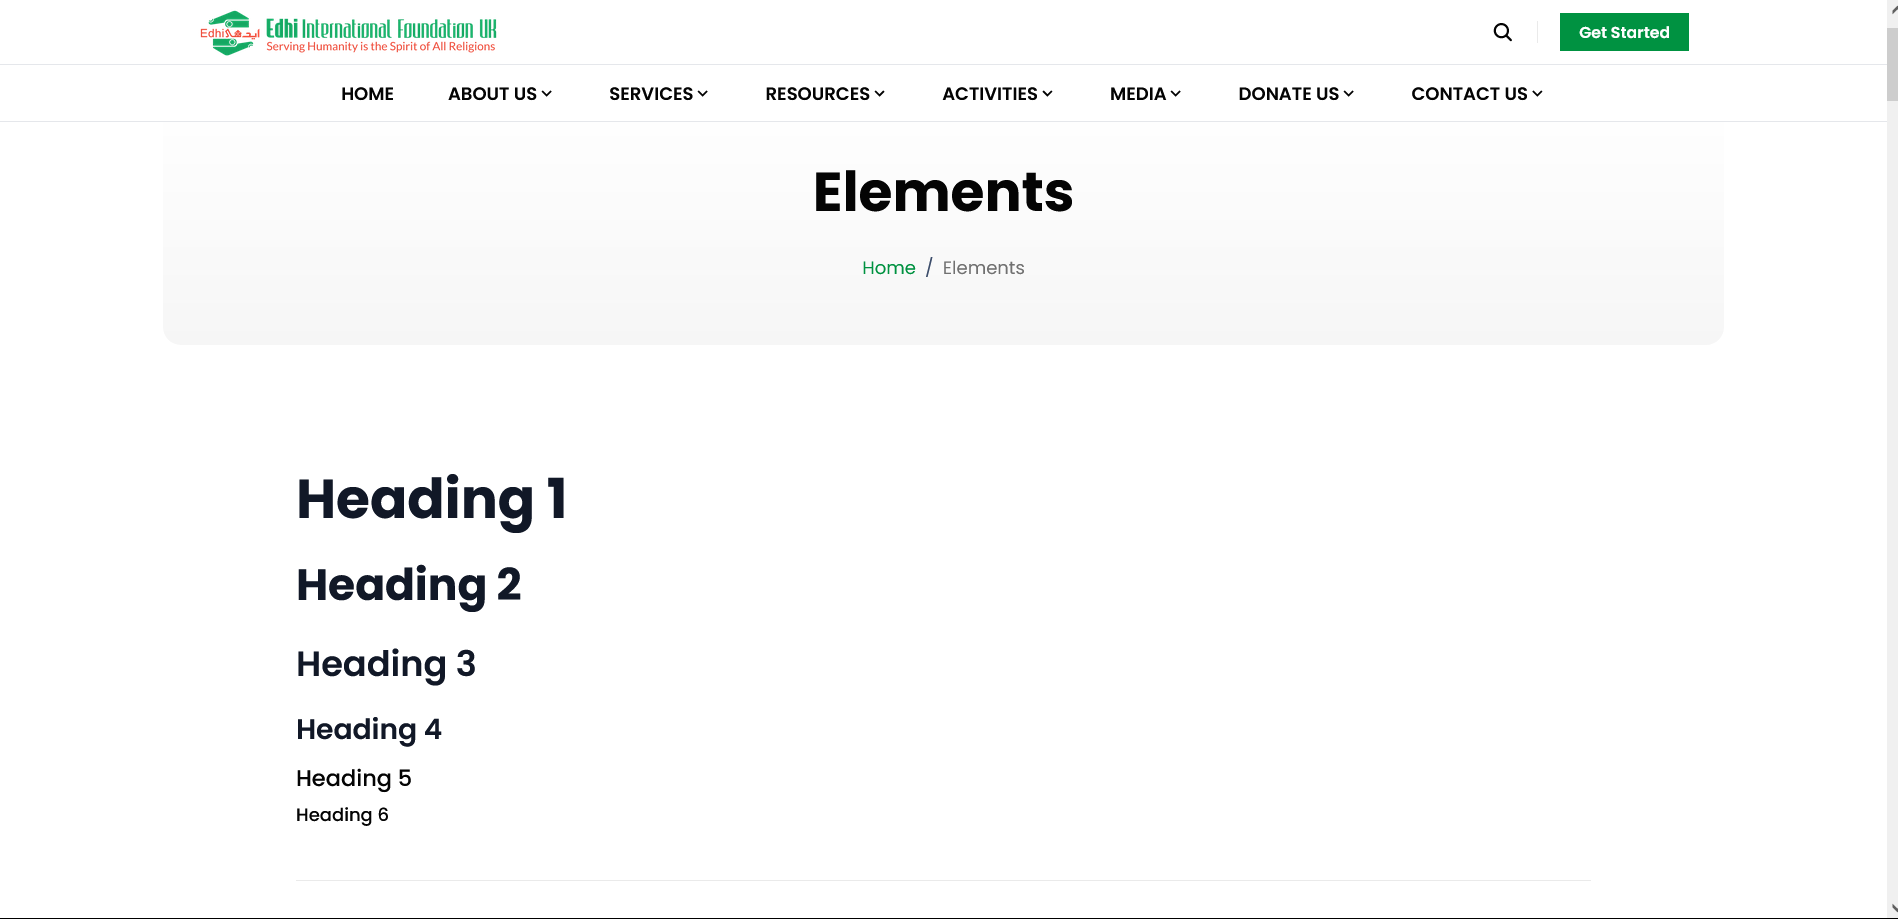 Edhi ایدھی Edhi International Foundation UK
Serving Humanity is the Spirit of All Religions
Get Started
HOME ABOUT US SERVICES RESOURCES ACTIVITIES MEDIA DONATE US CONTACT US
Elements
Home / Elements
Heading 1
Heading 2
Heading 3
Heading 4
Heading 5
Heading 6